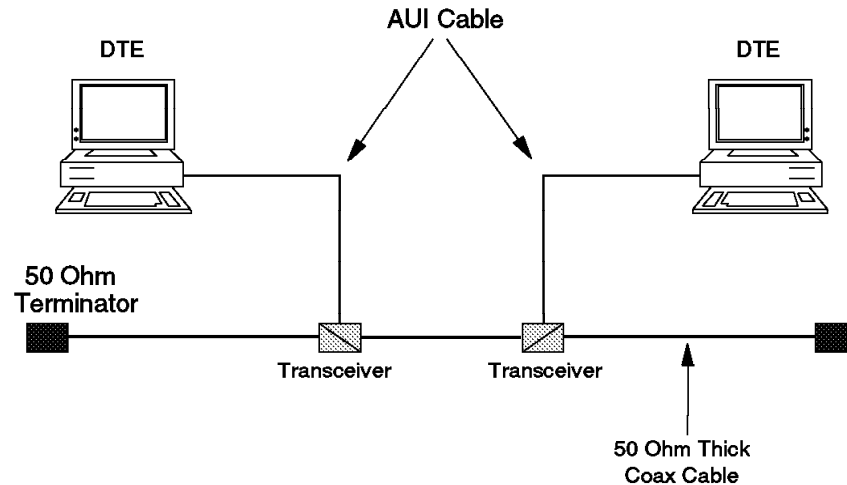 AUI Cable
DTE
DTE
50 Ohm
Terminator
Transceiver
Transceiver
50 Ohm Thick
Coax Cable